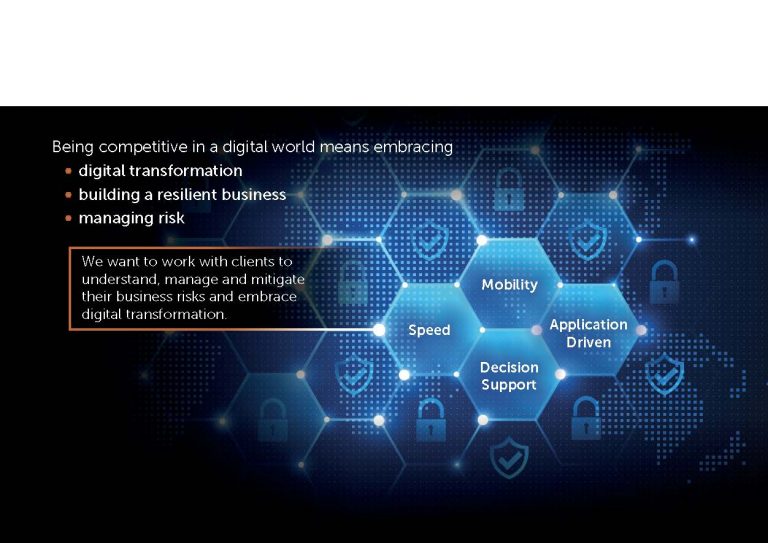 Being competitive in a digital world means embracing
• digital transformation
• building a resilient business
• managing risk
We want to work with clients to
understand, manage and mitigate
their business risks and embrace
digital transformation.
Mobility
Speed
Application
Driven
Decision
Support